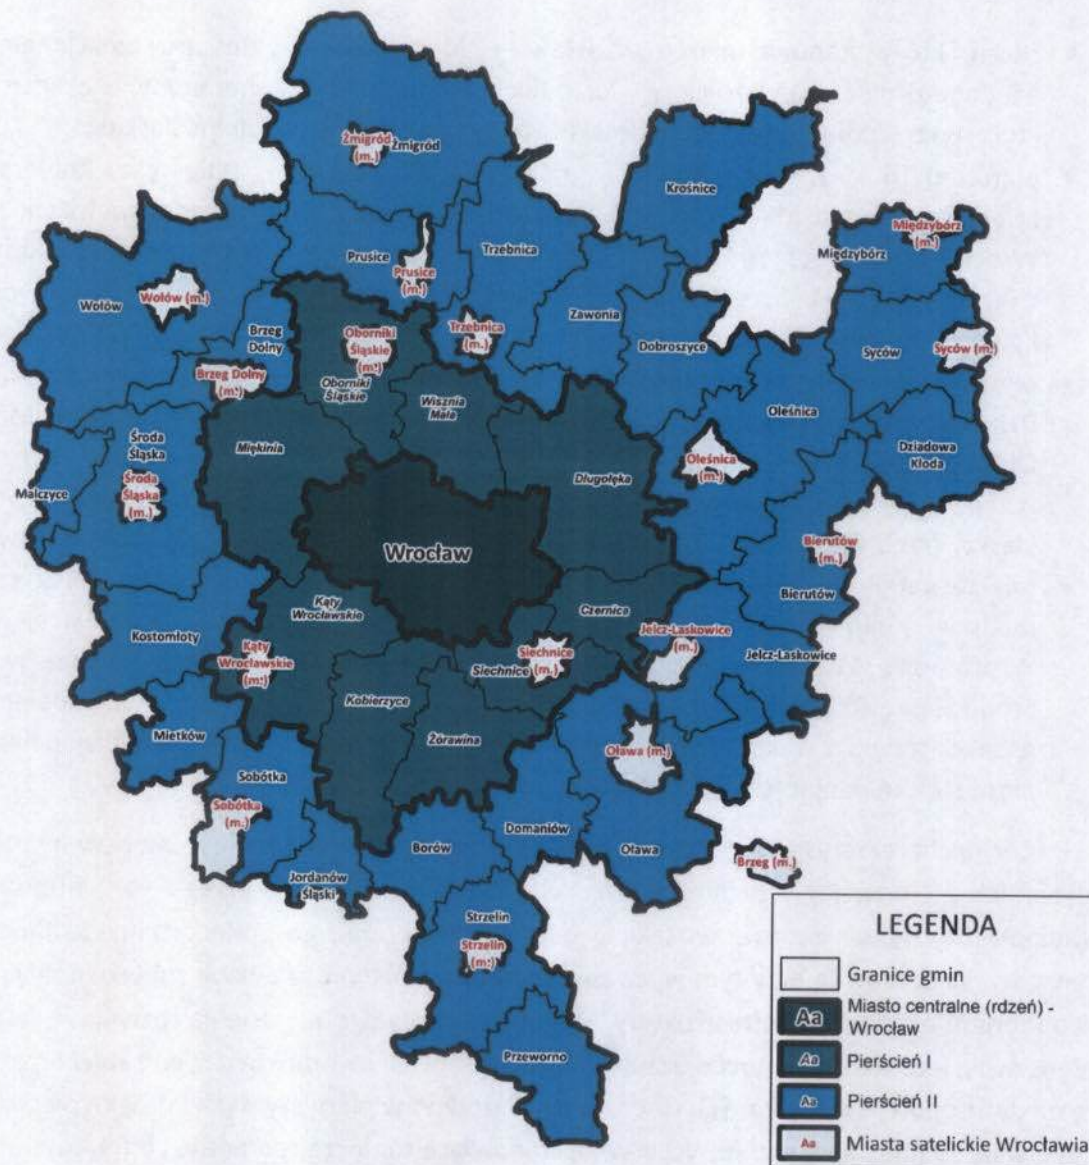 Żmigród
(m.)
Żmigród
Krośnice
Międzybórz
(m.)
Międzybórz
Prusice
Trzebnica
Prusice
(m.)
Wołów
Wołów (m.)
Brzeg
Dolny
Oborniki
Śląskie
(m.)
Trzebnica
(m.)
Zawonia
Dobroszyce
Syców
Syców (m.)
Brzeg Dolny
(m.)
Oborniki
Śląskie
Wisznia
Mała
Oleśnica
Środa
Śląska
Miękinia
Długołęka
Oleśnica
(m.)
Dziadowa
Kłoda
Malczyce
Środa
Śląska
(m.)
Wrocław
Bierutów
(m.)
Bierutów
Kąty
Wrocławskie
Czernica
Kostomłoty
Kąty
Wrocławskie
(m.)
Siechnice
Siechnice
(m.)
Jelcz-Laskowice
(m.)
Jelcz-Laskowice
Kobierzyce
Mietków
Żórawina
Oława (m.)
Sobótka
Sobótka
(m.)
Borów
Domaniów
Oława
Brzeg (m.)
Jordanów
Śląski
Strzelin
Strzelin
(m.)
Przeworno
LEGENDA
Granice gmin
Aa Miasto centralne (rdzeń) -
Wrocław
Aa Pierścień I
Aa Pierścień II
Aa Miasta satelickie Wrocławia